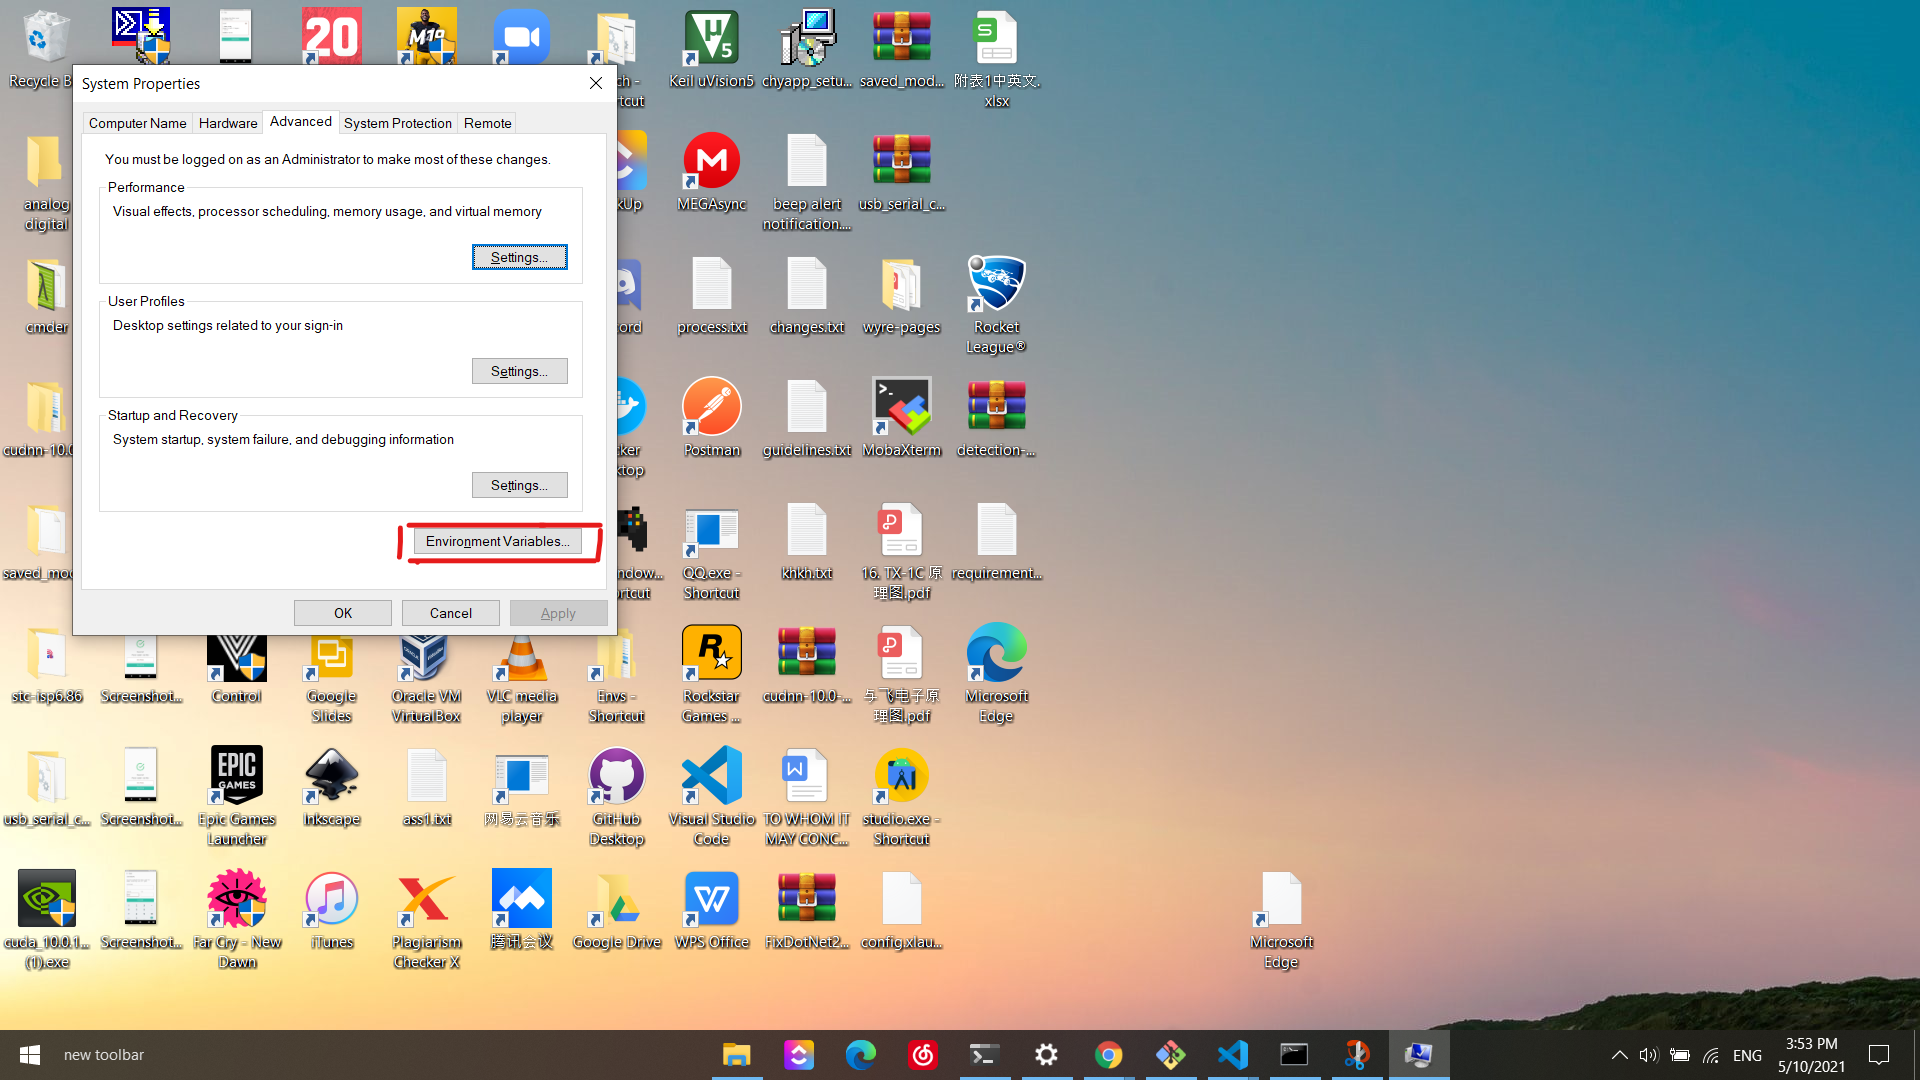 System Properties
Computer Name Hardware Advanced System Protection Remote
You must be logged on as an Administrator to make most of these changes.
Performance
Visual effects, processor scheduling, memory usage, and virtual memory
Settings...
User Profiles
Desktop settings related to your sign-in
Settings...
Startup and Recovery
System startup, system failure, and debugging information
Settings...
Environment Variables...
OK Cancel Apply
20
M19
5
S
Recycle B
ch -
tcut
Keil uVision5
chyapp_setu...
saved_mod...
附表1中英文.
xlsx
analog
digital
kUp
MEGAsync
beep alert
notification....
usb_serial_c...
cmder
cord
process.txt
changes.txt
wyre-pages
Rocket
League®
cudnn-10.0
cker
ktop
Postman
guidelines.txt
MobaXterm
detection-...
saved_mod
ndow...
rtcut
QQ.exe -
Shortcut
khkh.txt
16. TX-1C 原
理图.pdf
requirement...
stc-isp6.86
Screenshot...
Control
Google
Slides
Oracle VM
VirtualBox
VLC media
player
Envs -
Shortcut
Rockstar
Games ...
cudnn-10.0-...
与飞电子原
理图.pdf
Microsoft
Edge
usb_serial_c...
Screenshot...
EPIC
GAMES
Epic Games
Launcher
Inkscape
ass1.txt
网易云音乐
GitHub
Desktop
Visual Studio
Code
TO WHOM IT
MAY CONC...
studio.exe -
Shortcut
cuda_10.0.1...
(1).exe
Screenshot...
Far Cry - New
Dawn
iTunes
Plagiarism
Checker X
腾讯会议
Google Drive
WPS Office
FixDotNet2...
config.xlau...
Microsoft
Edge
new toolbar
ENG
3:53 PM
5/10/2021